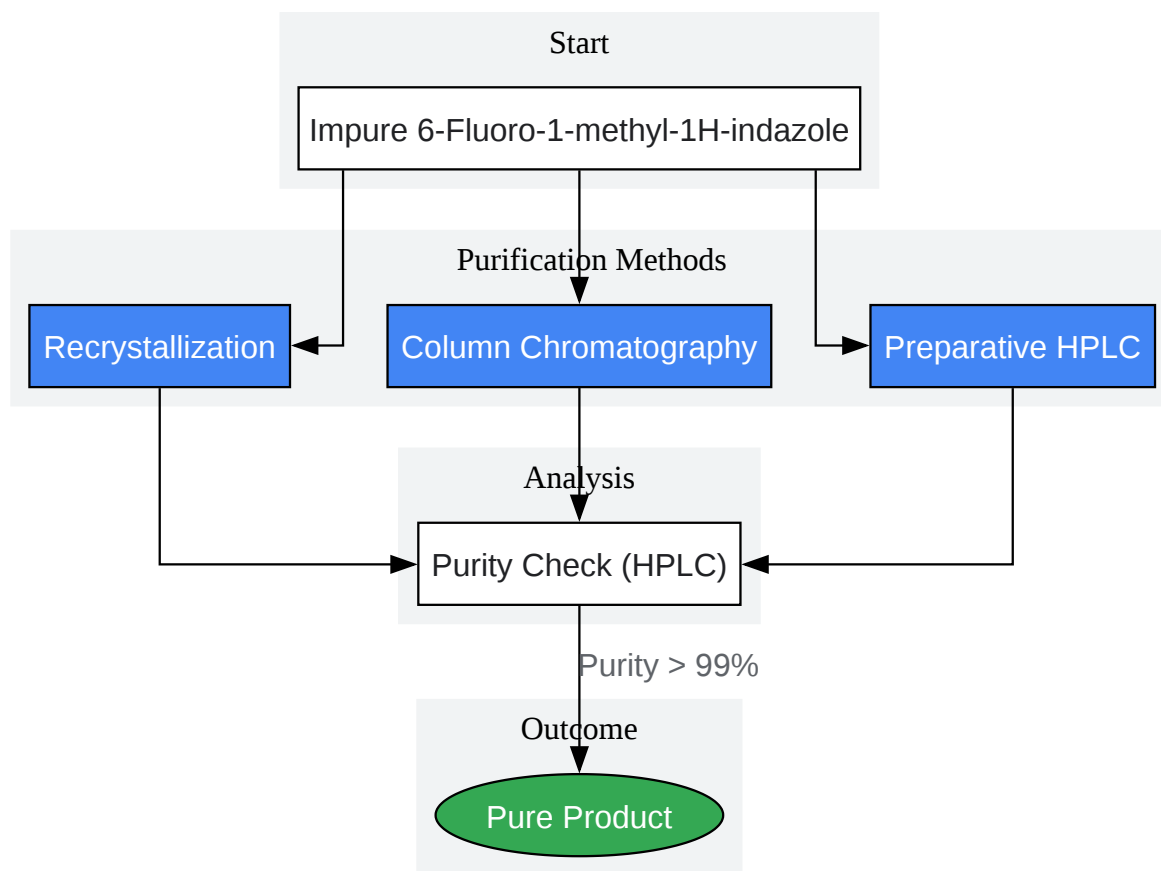 Start
Impure 6-Fluoro-1-methyl-1H-indazole
Purification Methods
Recrystallization
Column Chromatography
Preparative HPLC
Analysis
Purity Check (HPLC)
Purity > 99%
Outcome
Pure Product